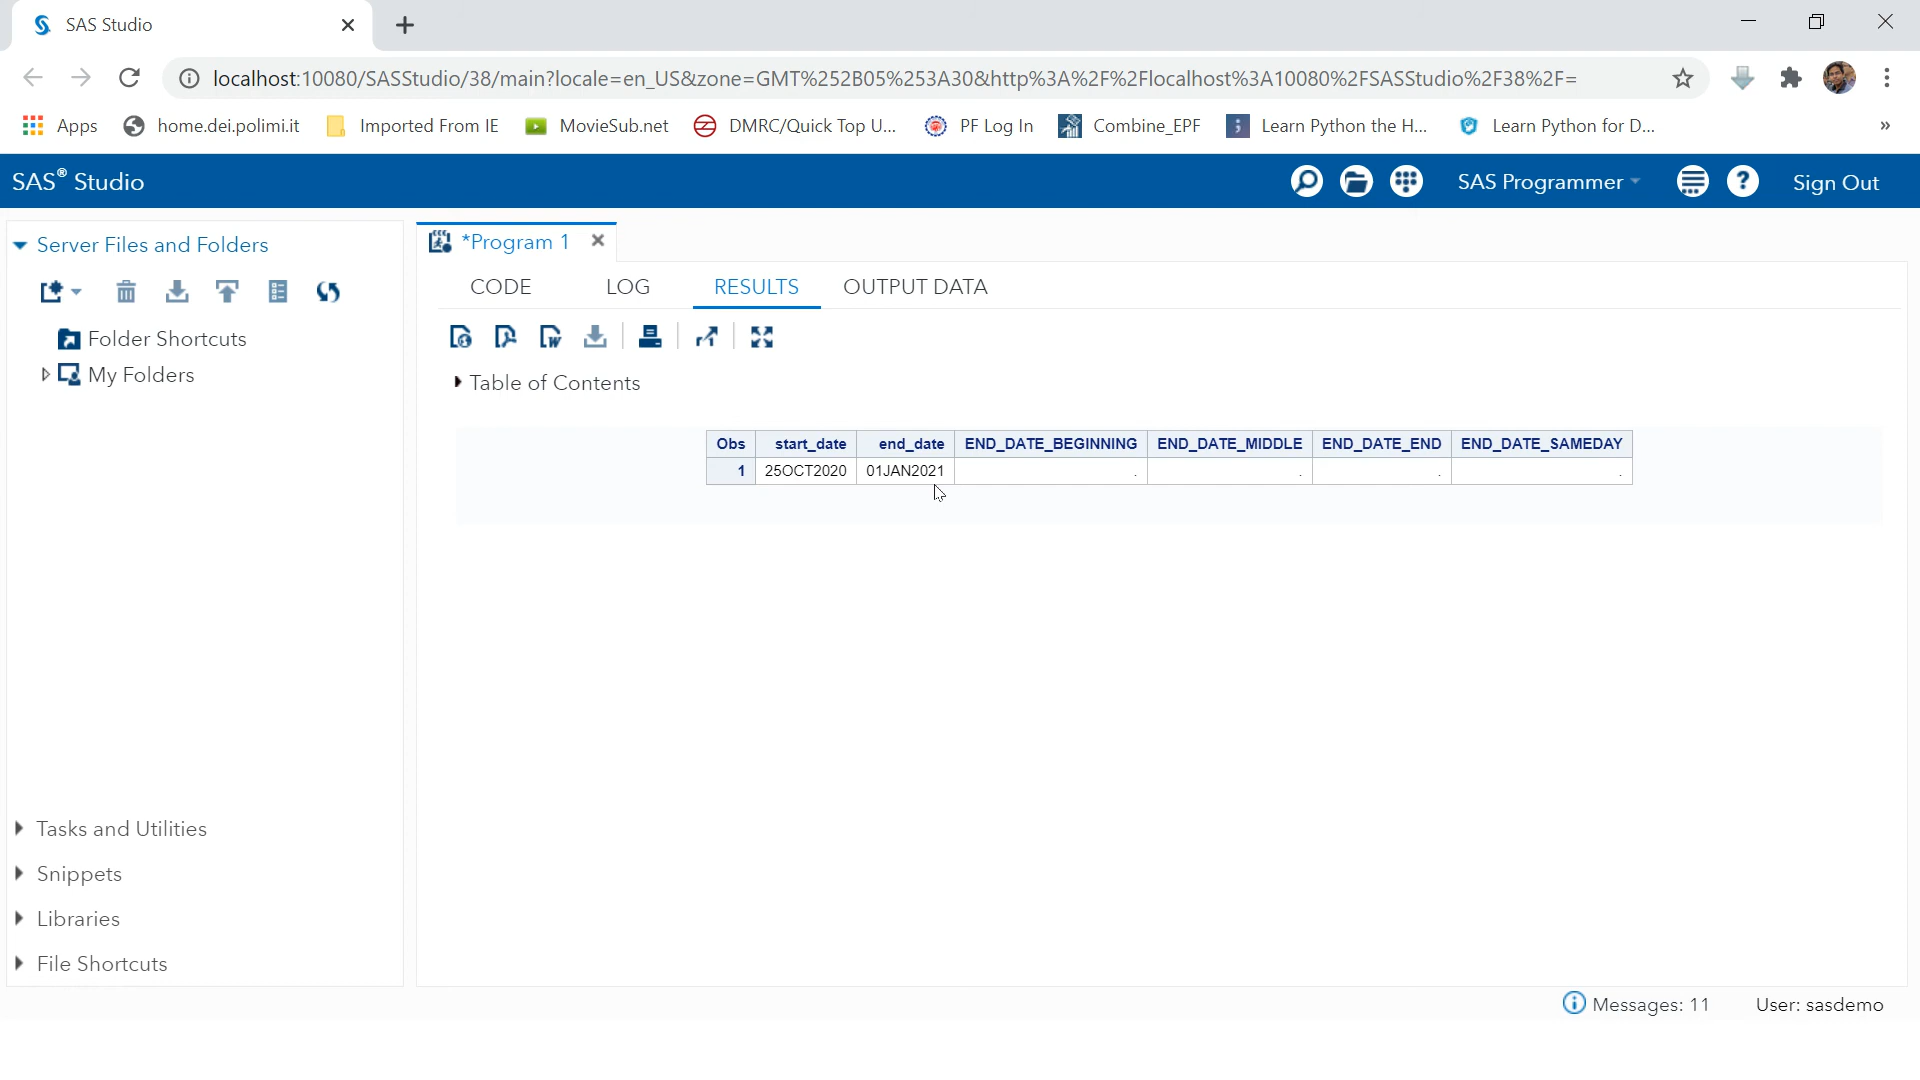 SAS Studio
localhost:10080/SASStudio/38/main?locale=en_US&zone=GMT%252B05%253A30&http%3A%2F%2Flocalhost%3A10080%2FSASStudio%2F38%2F=
Apps home.dei.polimi.it Imported From IE MovieSub.net DMRC/Quick Top U... PF Log In Combine_EPF Learn Python the H... Learn Python for D... »
SAS® Studio SAS Programmer Sign Out
Server Files and Folders
*Program 1
CODE LOG RESULTS OUTPUT DATA
Folder Shortcuts
My Folders
Table of Contents
Obs start_date end_date END_DATE_BEGINNING END_DATE_MIDDLE END_DATE_END END_DATE_SAMEDAY
1 25OCT2020 01JAN2021 . . . .
Tasks and Utilities
Snippets
Libraries
File Shortcuts
Messages: 11 User: sasdemo